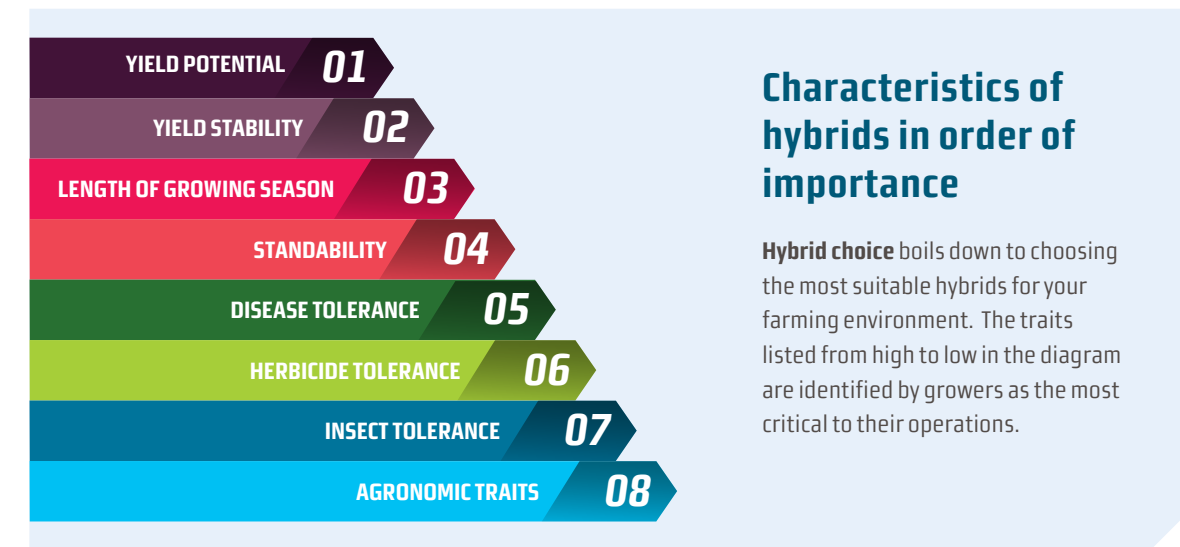 YIELD POTENTIAL 01
YIELD STABILITY 02
LENGTH OF GROWING SEASON 03
STANDABILITY 04
DISEASE TOLERANCE 05
HERBICIDE TOLERANCE 06
INSECT TOLERANCE 07
AGRONOMIC TRAITS 08
Characteristics of
hybrids in order of
importance
Hybrid choice boils down to choosing
the most suitable hybrids for your
farming environment. The traits
listed from high to low in the diagram
are identified by growers as the most
critical to their operations.